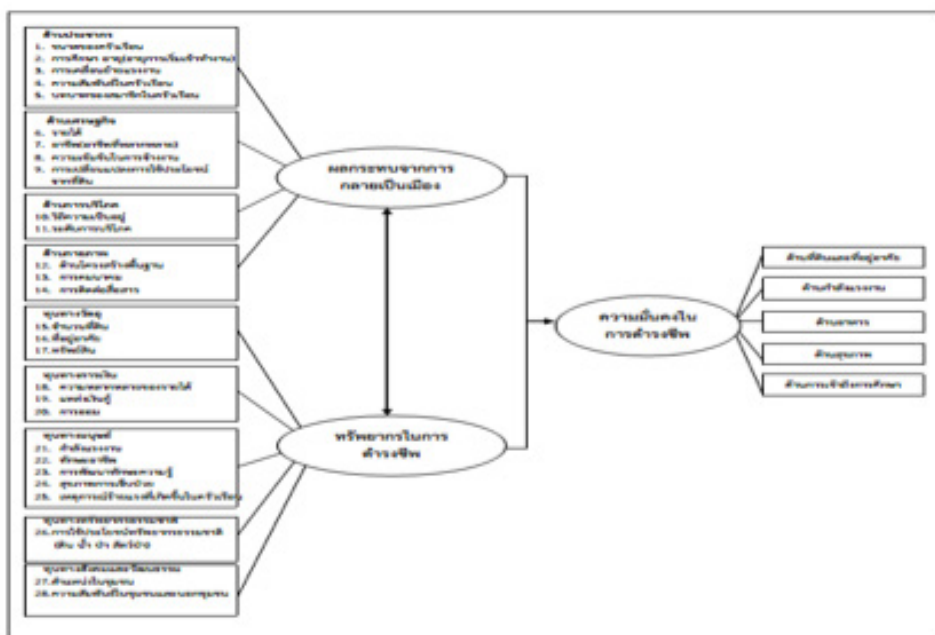 ด้านประชากร
1. ขนาดของครัวเรือน
2. การศึกษา อายุ(อายุการเริ่มเข้าทำงาน)
3. การเคลื่อนย้ายแรงงาน
4. ความสัมพันธ์ในครัวเรือน
5. บทบาทของสมาชิกในครัวเรือน
ด้านเศรษฐกิจ
6. รายได้
7. อาชีพ(อาชีพที่หลากหลาย)
8. ความเข้มข้นในการจ้างงาน
9. การเปลี่ยนแปลงการใช้ประโยชน์
จากที่ดิน
ด้านการบริโภค
10.วิถีความเป็นอยู่
11.ระดับการบริโภค
ด้านกายภาพ
12. ด้านโครงสร้างพื้นฐาน
13. การคมนาคม
14. การติดต่อสื่อสาร
ทุนทางวัตถุ
15.จำนวนที่ดิน
16.ที่อยู่อาศัย
17.ทรัพย์สิน
ทุนทางการเงิน
18. ความหลากหลายของรายได้
19. แหล่งเงินกู้
20. การออม
ทุนทางมนุษย์
21. กำลังแรงงาน
22. ทักษะอาชีพ
23. การพัฒนาทักษะความรู้
24. สุขภาพการเจ็บป่วย
25. เหตุการณ์ร้ายแรงที่เกิดขึ้นในครัวเรือน
ทุนทางทรัพยากรธรรมชาติ
26.การใช้ประโยชน์ทรัพยากรธรรมชาติ
(ดิน น้ำ ป่า สัตว์ป่า)
ทุนทางสังคมและวัฒนธรรม
27.ตำแหน่งในชุมชน
28.ความสัมพันธ์ในชุมชนและนอกชุมชน
ผลกระทบจากการ
กลายเป็นเมือง
ทรัพยากรในการ
ดำรงชีพ
ความมั่นคงใน
การดำรงชีพ
ด้านที่ดินและที่อยู่อาศัย
ด้านกำลังแรงงาน
ด้านอาหาร
ด้านสุขภาพ
ด้านการเข้าถึงการศึกษา